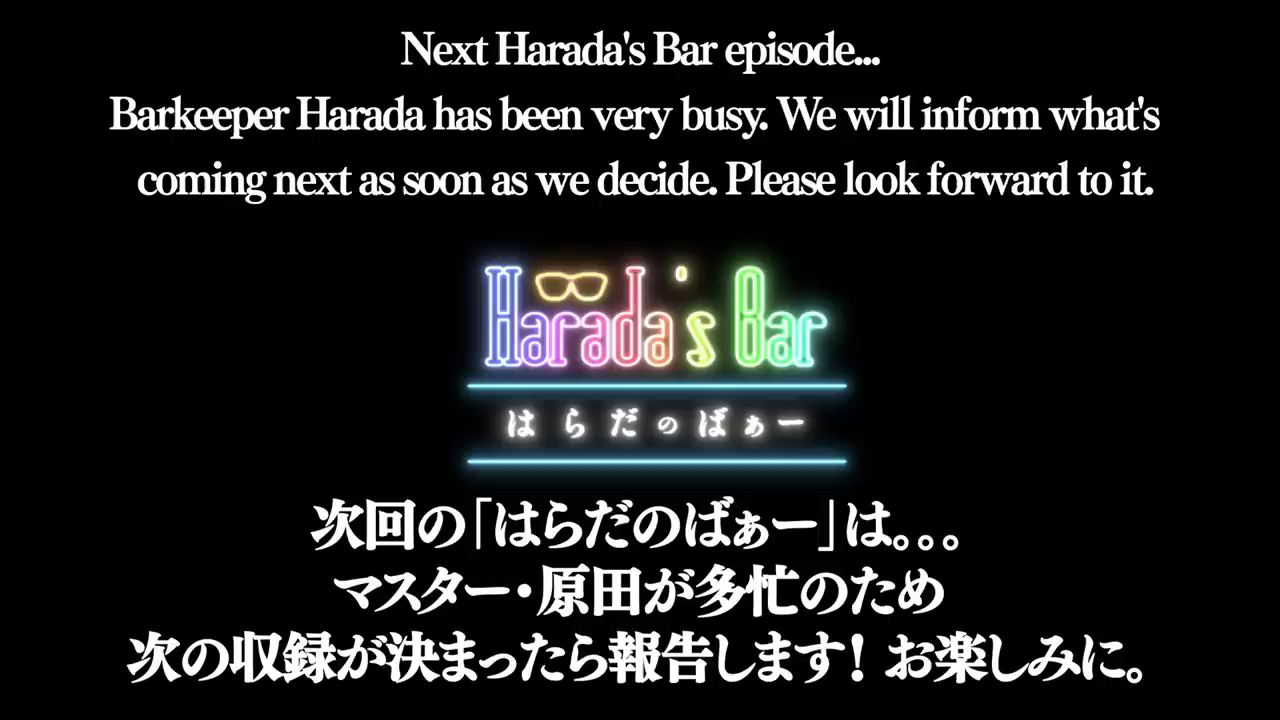 Next Harada's Bar episode...
Barkeeper Harada has been very busy. We will inform what's
coming next as soon as we decide. Please look forward to it.
Harada's Bar
はらだのばぁー
次回の「はらだのばぁー」は。。。
マスター・原田が多忙のため
次の収録が決まったら報告します！お楽しみに。